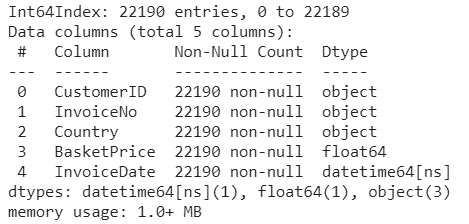 Int64Index: 22190 entries, 0 to 22189
Data columns (total 5 columns):
 #   Column       Non-Null Count  Dtype
---  ------       --------------  -----
 0   CustomerID   22190 non-null  object
 1   InvoiceNo    22190 non-null  object
 2   Country      22190 non-null  object
 3   BasketPrice  22190 non-null  float64
 4   InvoiceDate  22190 non-null  datetime64[ns]
dtypes: datetime64[ns](1), float64(1), object(3)
memory usage: 1.0+ MB